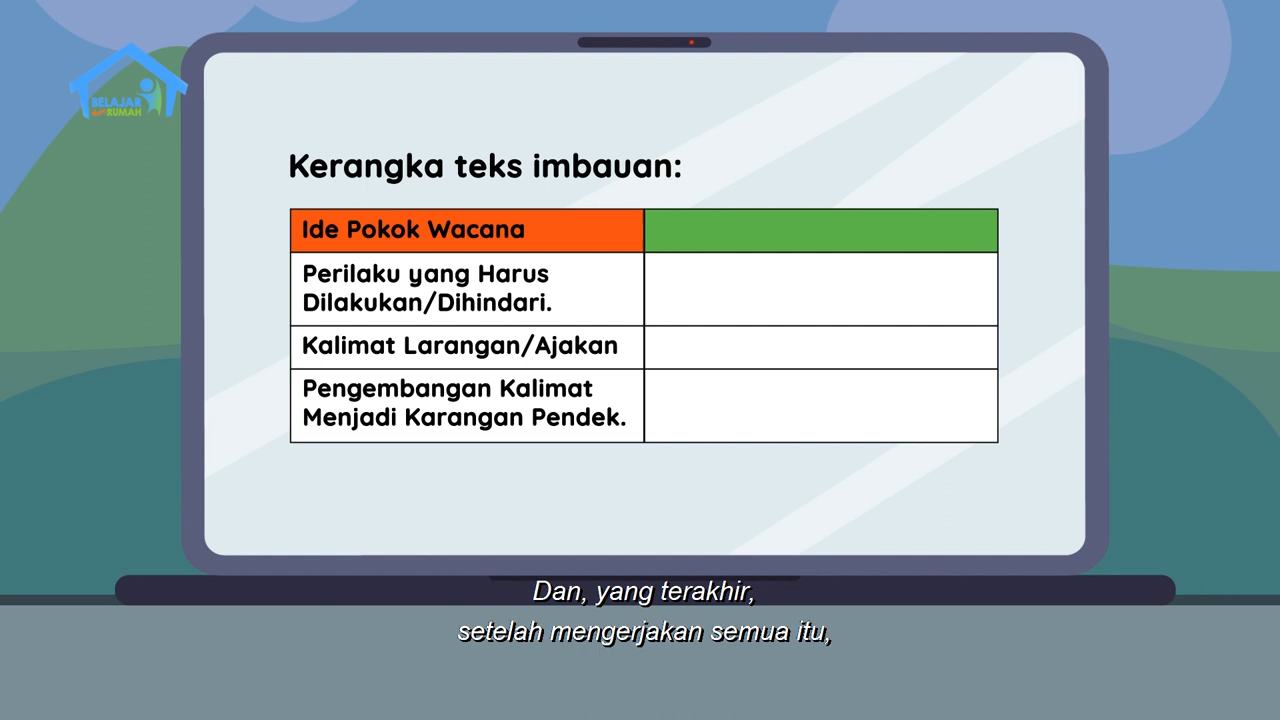 BELAJAR
dari RUMAH
Kerangka teks imbauan:
Ide Pokok Wacana
Perilaku yang Harus
Dilakukan/Dihindari.
Kalimat Larangan/Ajakan
Pengembangan Kalimat
Menjadi Karangan Pendek.
Dan, yang terakhir,
setelah mengerjakan semua itu,